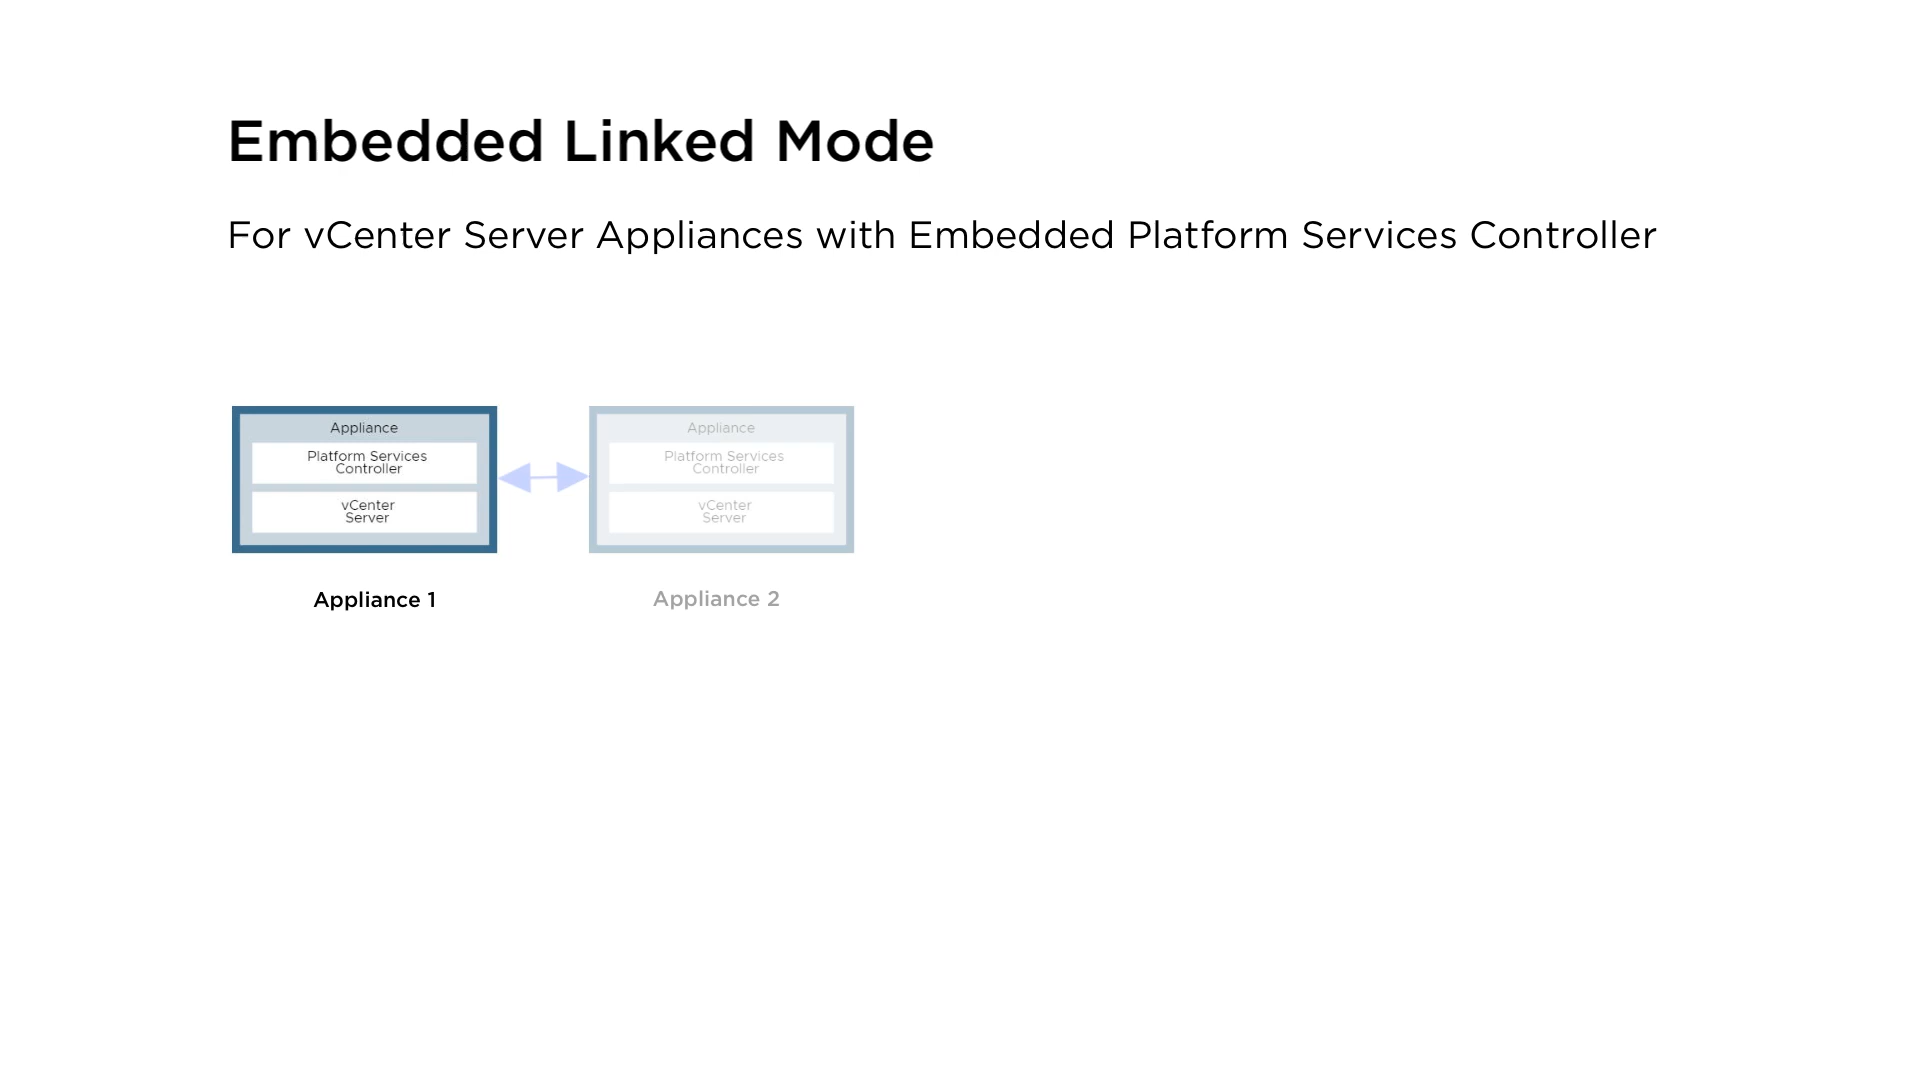 Embedded Linked Mode
For vCenter Server Appliances with Embedded Platform Services Controller
Appliance
Platform Services
Controller
vCenter
Server
Appliance 1
Appliance
Platform Services
Controller
vCenter
Server
Appliance 2